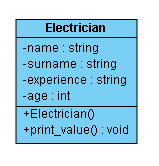 Electrician
-name : string
-surname : string
-experience : string
-age : int
+Electrician()
+print_value() : void